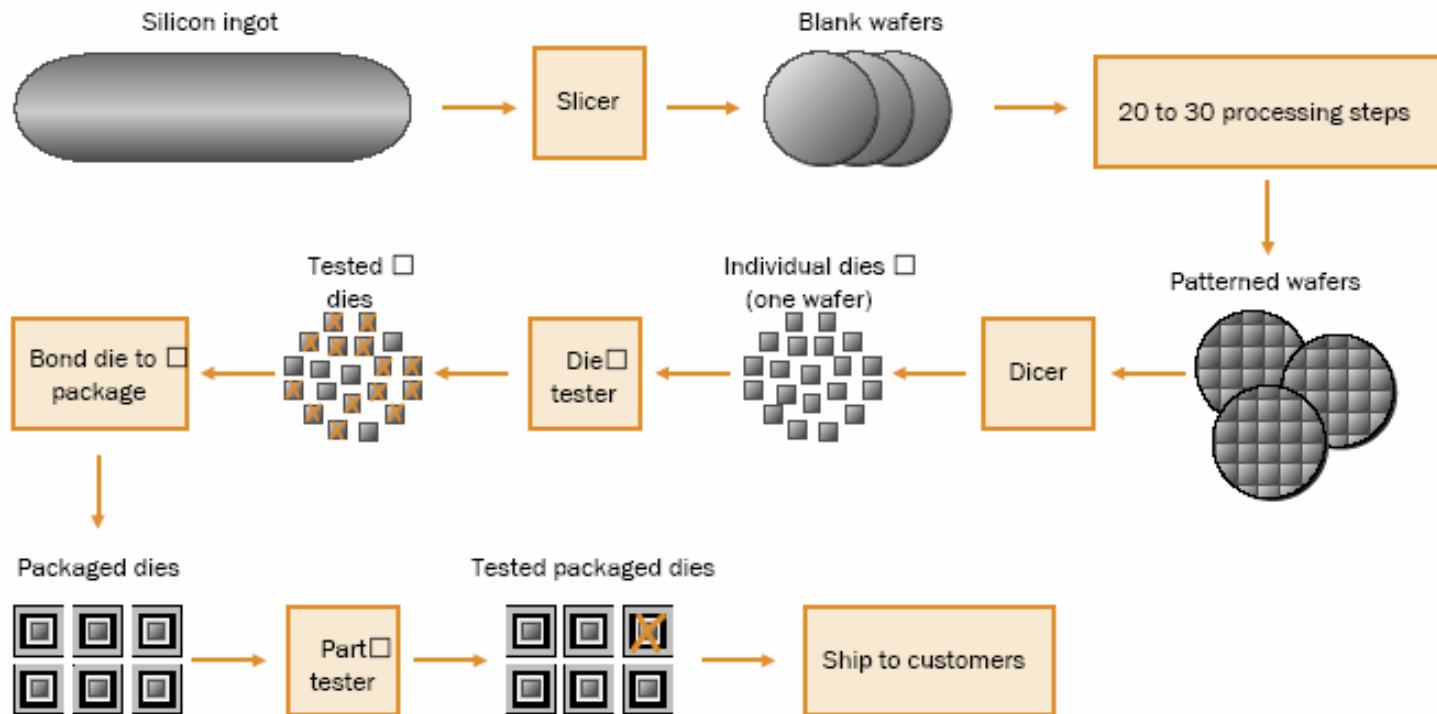 Silicon ingot
Blank wafers
Slicer
20 to 30 processing steps
Tested □
dies
Individual dies □
(one wafer)
Patterned wafers
Bond die to □
package
Die□
tester
Dicer
Packaged dies
Tested packaged dies
Part□
tester
Ship to customers